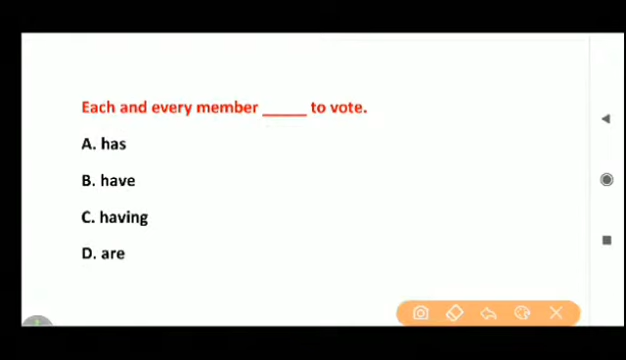 Each and every member _____ to vote.
A. has
B. have
C. having
D. are